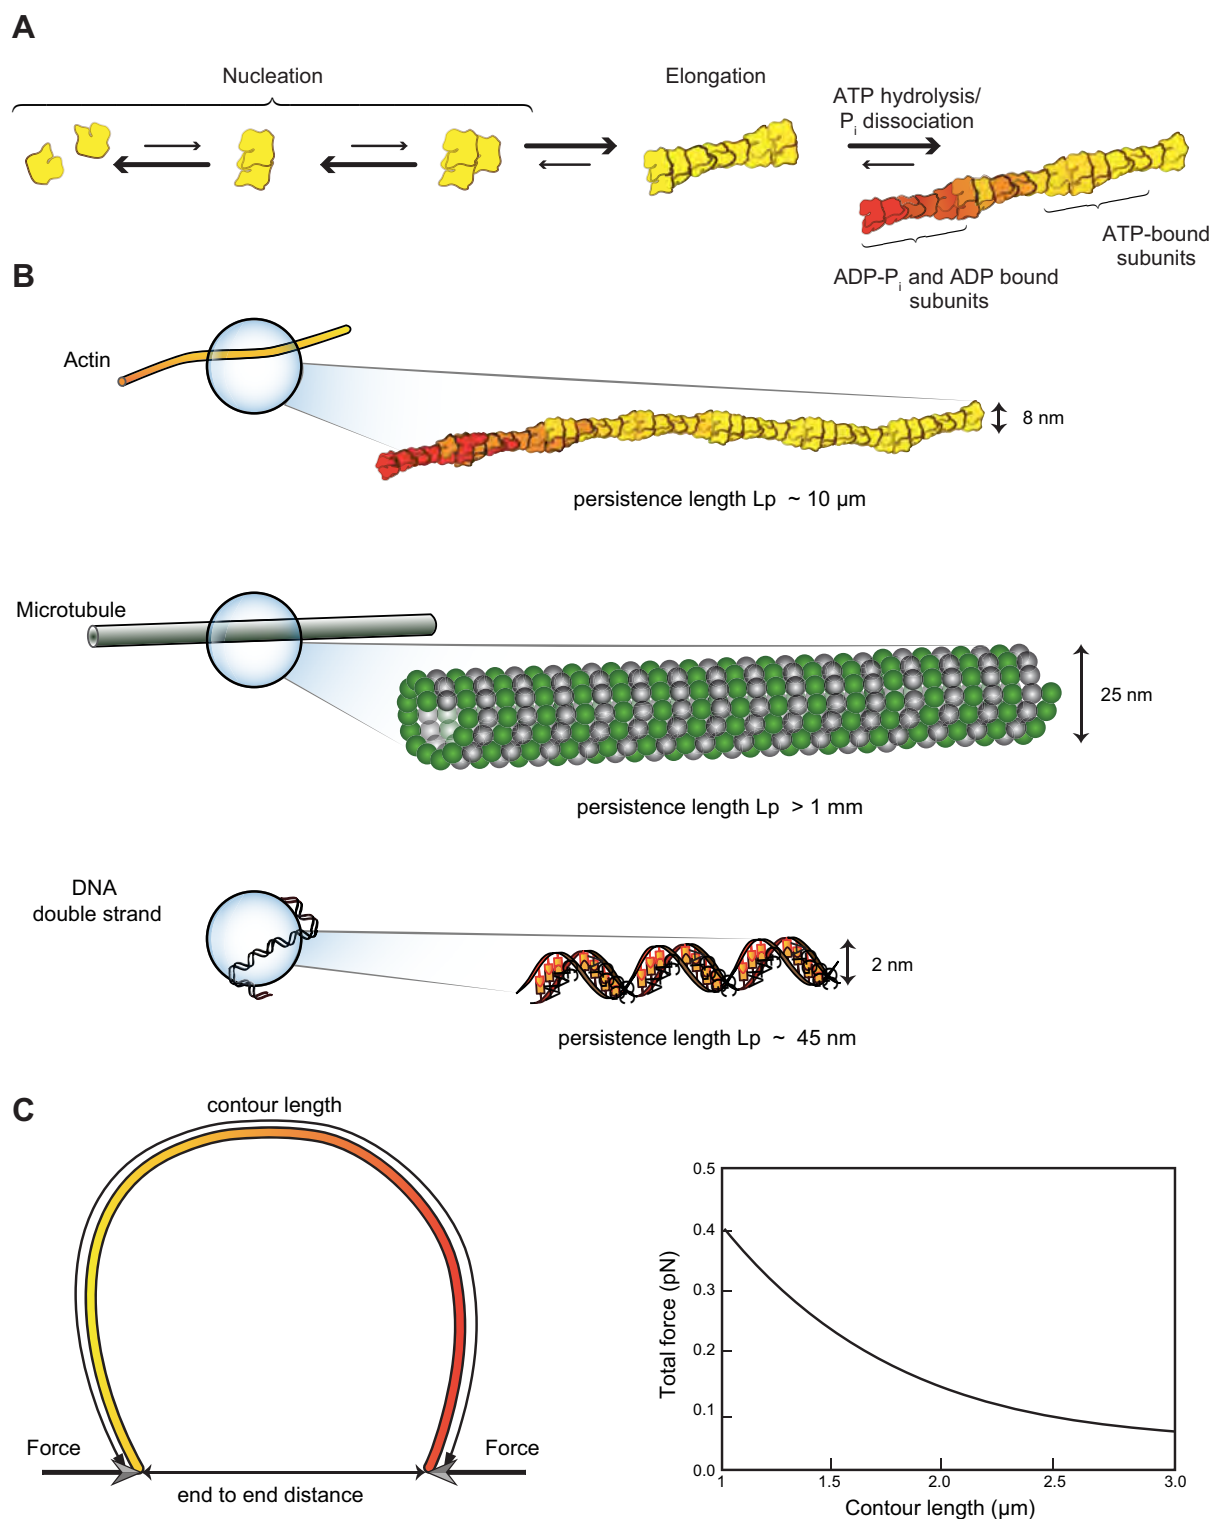 A
Nucleation
Elongation
ATP hydrolysis/
Pi dissociation
ATP-bound
subunits
ADP-Pi and ADP bound
subunits
B
Actin
8 nm
persistence length Lp ~ 10 µm
Microtubule
25 nm
persistence length Lp > 1 mm
DNA
double strand
2 nm
persistence length Lp ~ 45 nm
C
contour length
Force
Force
end to end distance
Total force (pN)
0.5
0.4
0.3
0.2
0.1
0.0
1
1.5
2.0
2.5
3.0
Contour length (µm)